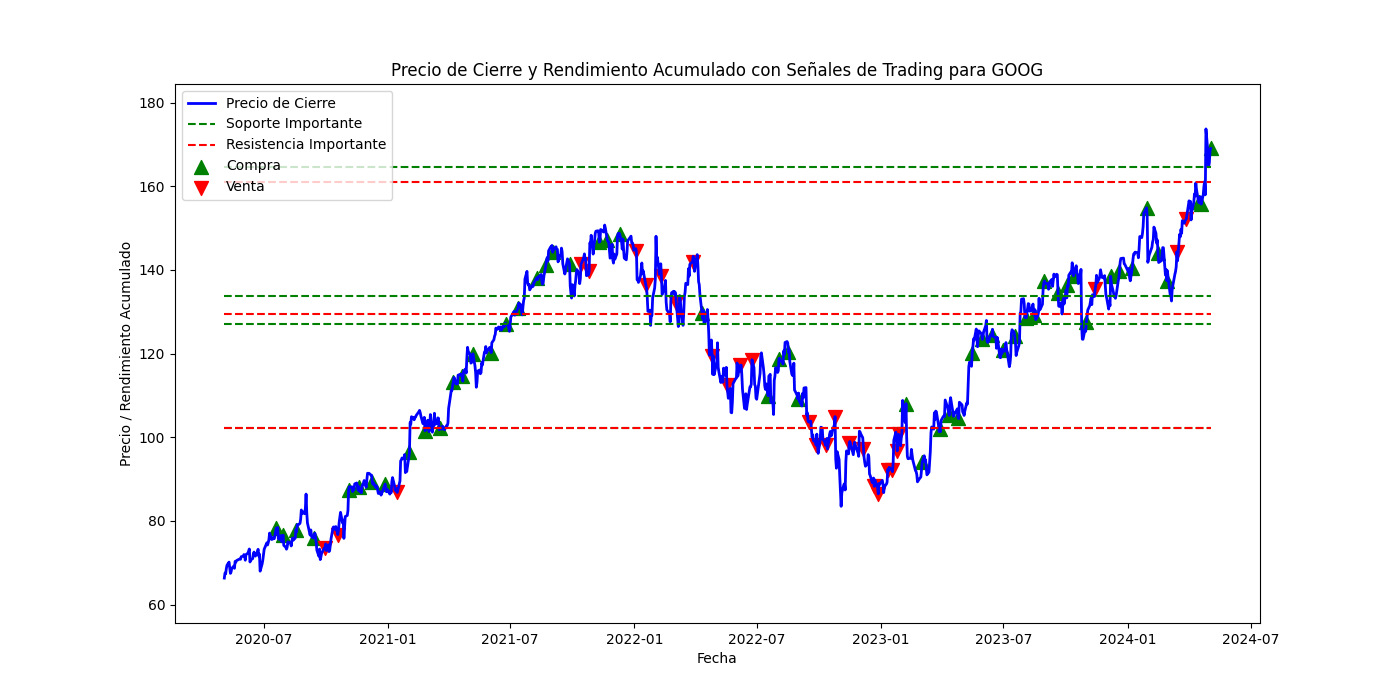 Precio de Cierre y Rendimiento Acumulado con Señales de Trading para GOOG
Precio de Cierre
Soporte Importante
Resistencia Importante
Compra
Venta
Precio / Rendimiento Acumulado
180
160
140
120
100
80
60
2020-07
2021-01
2021-07
2022-01
2022-07
2023-01
2023-07
2024-01
2024-07
Fecha